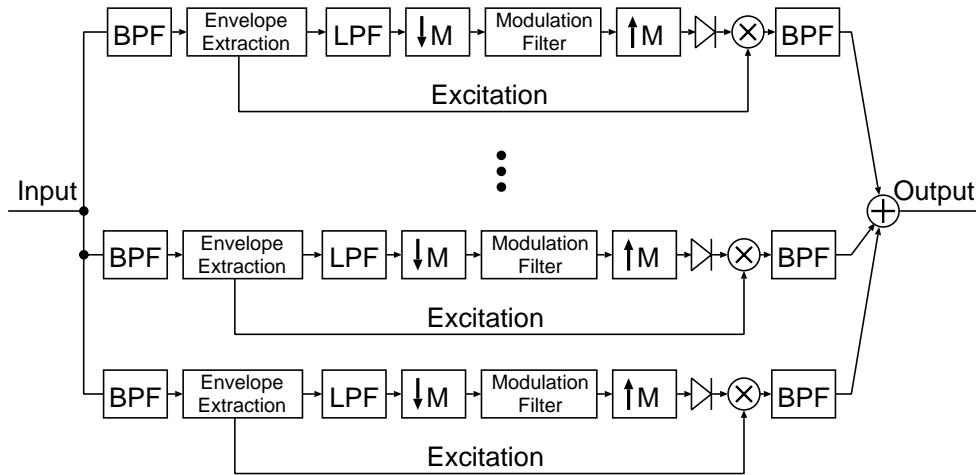 BPF Envelope Extraction LPF ↓M Modulation Filter ↑M × BPF
Excitation
Input
+ Output
BPF Envelope Extraction LPF ↓M Modulation Filter ↑M × BPF
Excitation
BPF Envelope Extraction LPF ↓M Modulation Filter ↑M × BPF
Excitation